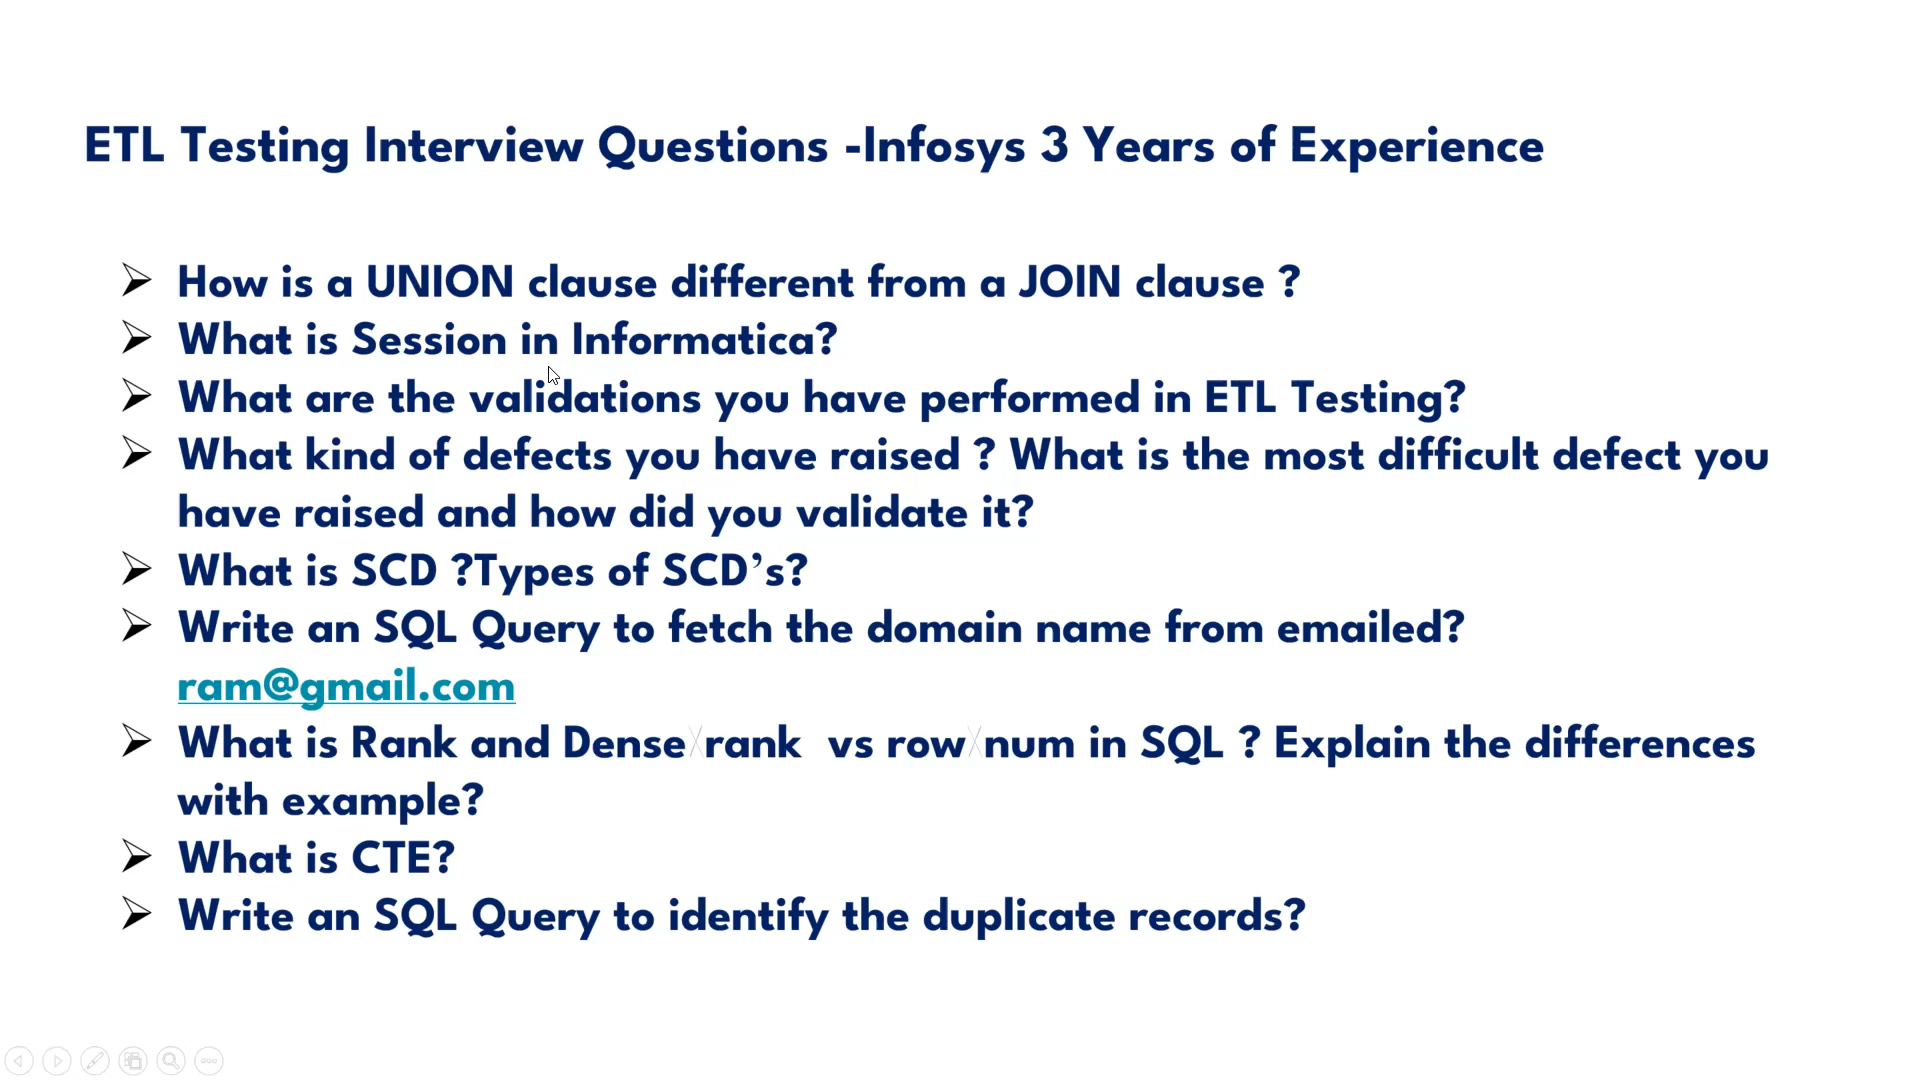 ETL Testing Interview Questions -Infosys 3 Years of Experience
How is a UNION clause different from a JOIN clause ?
What is Session in Informatica?
What are the validations you have performed in ETL Testing?
What kind of defects you have raised ? What is the most difficult defect you
have raised and how did you validate it?
What is SCD ?Types of SCD’s?
Write an SQL Query to fetch the domain name from emailed?
ram@gmail.com
What is Rank and Dense rank vs row num in SQL ? Explain the differences
with example?
What is CTE?
Write an SQL Query to identify the duplicate records?